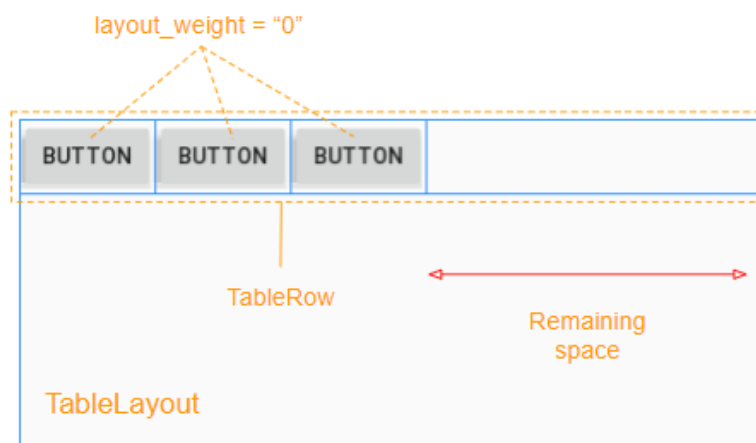 layout_weight = “0”
BUTTON BUTTON BUTTON
TableRow
Remaining
space
TableLayout